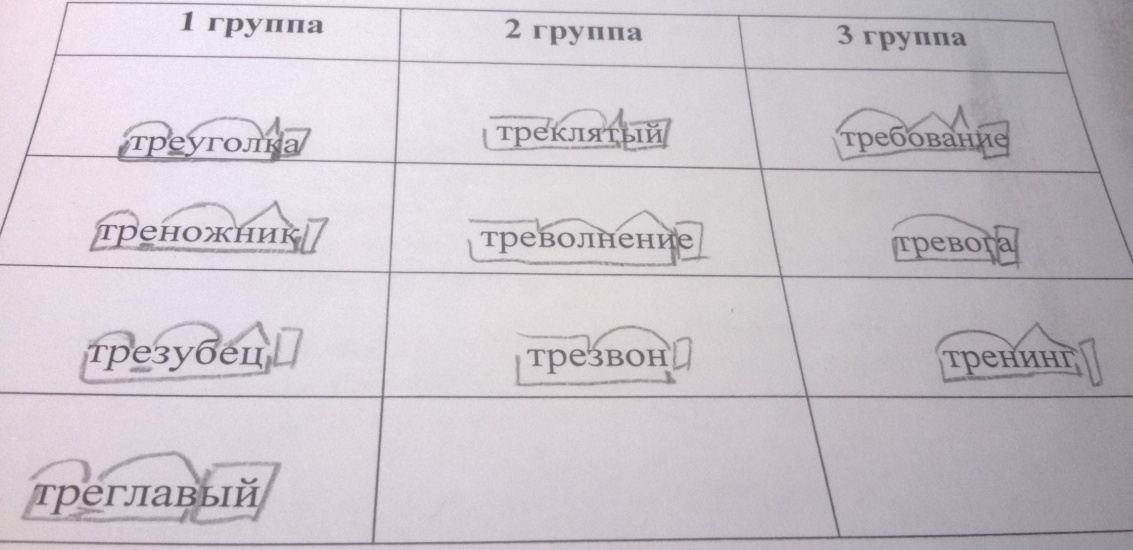 1 группа 2 группа 3 группа
треуголка треклятый требование
треножник треволнение тревога
трезубец трезвон тренинг
треглавый